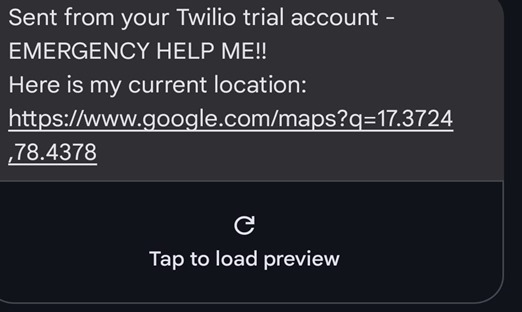 Sent from your Twilio trial account -
EMERGENCY HELP ME!!
Here is my current location:
https://www.google.com/maps?q=17.3724
,78.4378
Tap to load preview